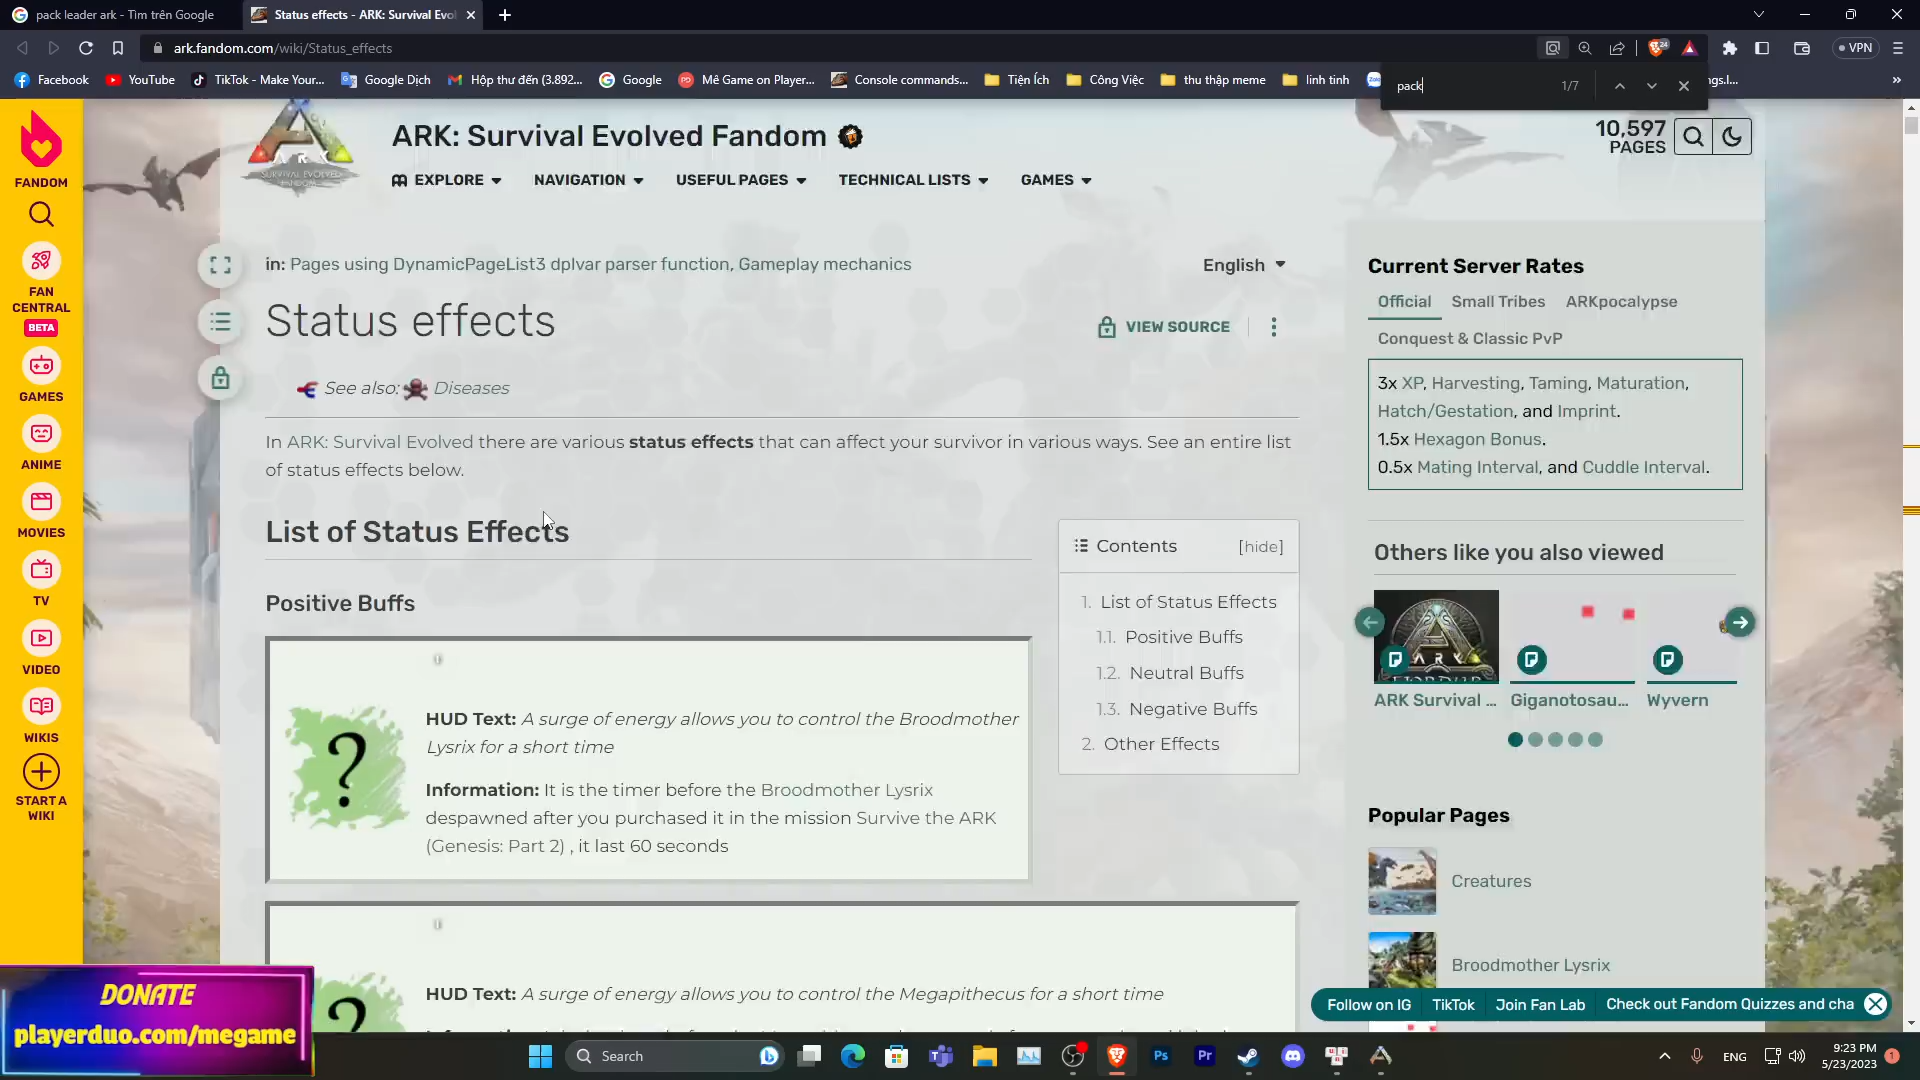 pack leader ark - Tìm trên Google
Status effects - ARK: Survival Evol
ark.fandom.com/wiki/Status_effects
24
VPN
Facebook
YouTube
TikTok - Make Your...
Google Dịch
Hộp thư đến (3.892...
Google
Mê Game on Player...
Console commands...
Tiện Ích
Công Việc
thu thập meme
linh tinh
Zalo
ngs.l...
pack
1/7
FANDOM
FAN
CENTRAL
BETA
GAMES
ANIME
MOVIES
TV
VIDEO
WIKIS
START A
WIKI
ARK
SURVIVAL EVOLVED
FANDOM
ARK: Survival Evolved Fandom
10,597
PAGES
EXPLORE
NAVIGATION
USEFUL PAGES
TECHNICAL LISTS
GAMES
in: Pages using DynamicPageList3 dplvar parser function, Gameplay mechanics
English
Status effects
VIEW SOURCE
See also: Diseases
In ARK: Survival Evolved there are various status effects that can affect your survivor in various ways. See an entire list
of status effects below.
List of Status Effects
Positive Buffs
HUD Text: A surge of energy allows you to control the Broodmother
Lysrix for a short time
Information: It is the timer before the Broodmother Lysrix
despawned after you purchased it in the mission Survive the ARK
(Genesis: Part 2) , it last 60 seconds
HUD Text: A surge of energy allows you to control the Megapithecus for a short time
Contents
[hide]
1. List of Status Effects
1.1. Positive Buffs
1.2. Neutral Buffs
1.3. Negative Buffs
2. Other Effects
Current Server Rates
Official
Small Tribes
ARKpocalypse
Conquest & Classic PvP
3x XP, Harvesting, Taming, Maturation,
Hatch/Gestation, and Imprint.
1.5x Hexagon Bonus.
0.5x Mating Interval, and Cuddle Interval.
Others like you also viewed
ARK Survival ...
Giganotosau...
Wyvern
Popular Pages
Creatures
Broodmother Lysrix
Follow on IG
TikTok
Join Fan Lab
Check out Fandom Quizzes and cha
DONATE
playerduo.com/megame
Search
Ps
Pr
ENG
9:23 PM
5/23/2023
1